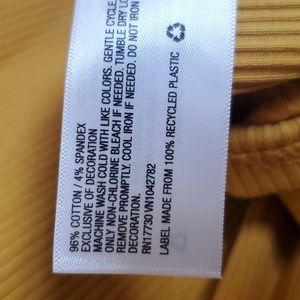 96% COTTON / 4% SPANDEX
EXCLUSIVE OF DECORATION
MACHINE WASH COLD WITH LIKE COLORS. GENTLE CYCLE.
ONLY NON-CHLORINE BLEACH IF NEEDED. TUMBLE DRY LO
REMOVE PROMPTLY. COOL IRON IF NEEDED. DO NOT IRON
DECORATION.
RN17730 VN1042782
LABEL MADE FROM 100% RECYCLED PLASTIC